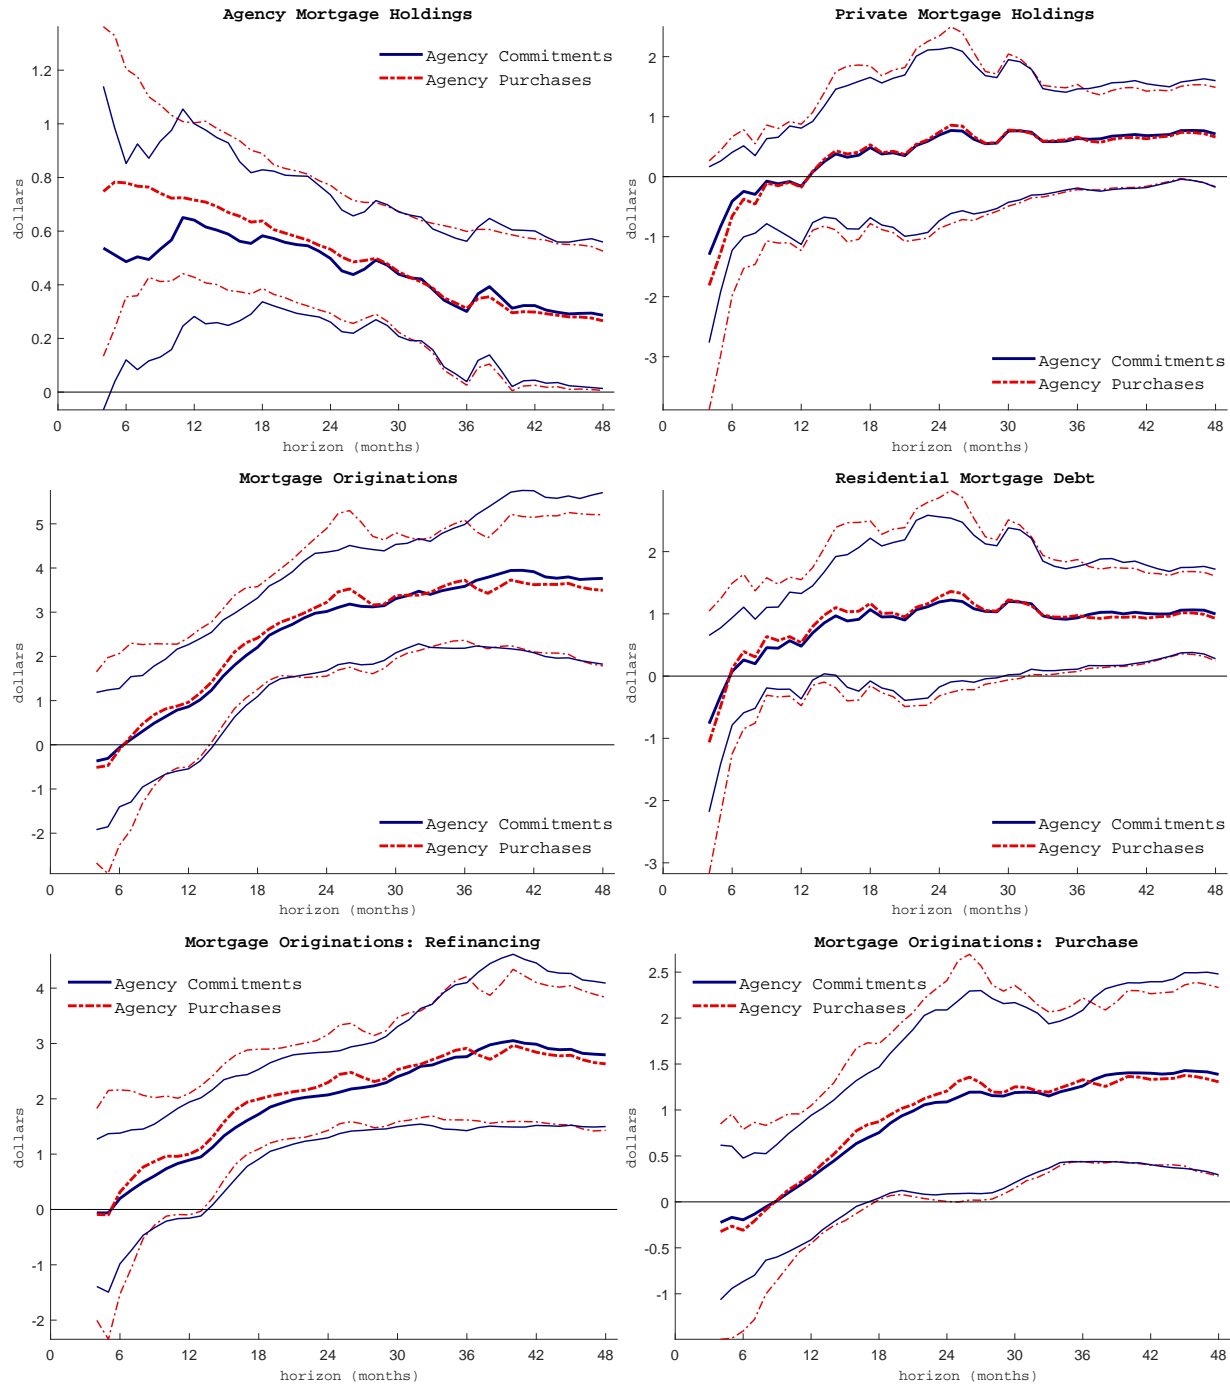 Agency Mortgage Holdings
Agency Commitments
Agency Purchases
dollars
1.2
1
0.8
0.6
0.4
0.2
0
0 6 12 18 24 30 36 42 48
horizon (months)
Private Mortgage Holdings
dollars
2
1
0
-1
-2
-3
Agency Commitments
Agency Purchases
0 6 12 18 24 30 36 42 48
horizon (months)
Mortgage Originations
dollars
5
4
3
2
1
0
-1
-2
Agency Commitments
Agency Purchases
0 6 12 18 24 30 36 42 48
horizon (months)
Residential Mortgage Debt
dollars
2
1
0
-1
-2
-3
Agency Commitments
Agency Purchases
0 6 12 18 24 30 36 42 48
horizon (months)
Mortgage Originations: Refinancing
Agency Commitments
Agency Purchases
dollars
4
3
2
1
0
-1
-2
0 6 12 18 24 30 36 42 48
horizon (months)
Mortgage Originations: Purchase
Agency Commitments
Agency Purchases
dollars
2.5
2
1.5
1
0.5
0
-0.5
-1
0 6 12 18 24 30 36 42 48
horizon (months)